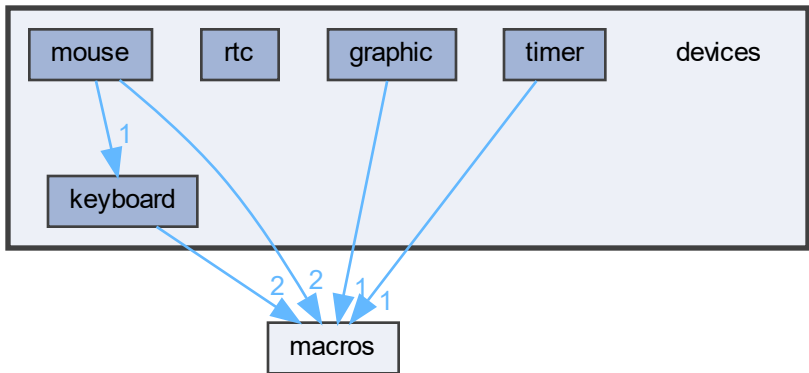 mouse
rtc
graphic
timer
devices
1
keyboard
2
2
1
1
macros